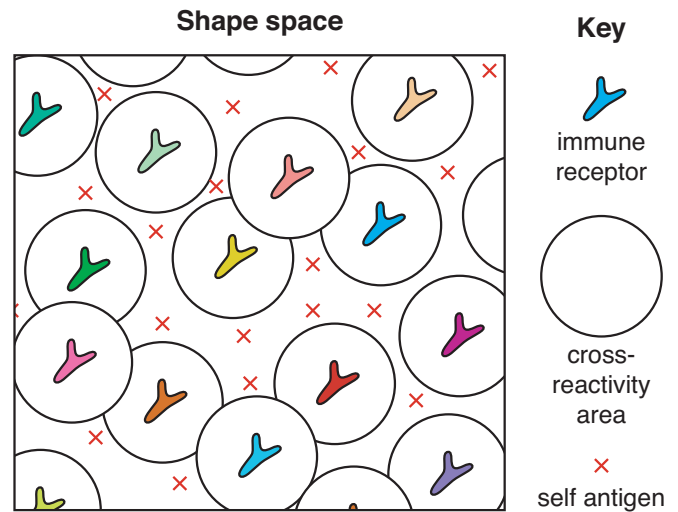 Shape space
Key
immune
receptor
cross-
reactivity
area
self antigen